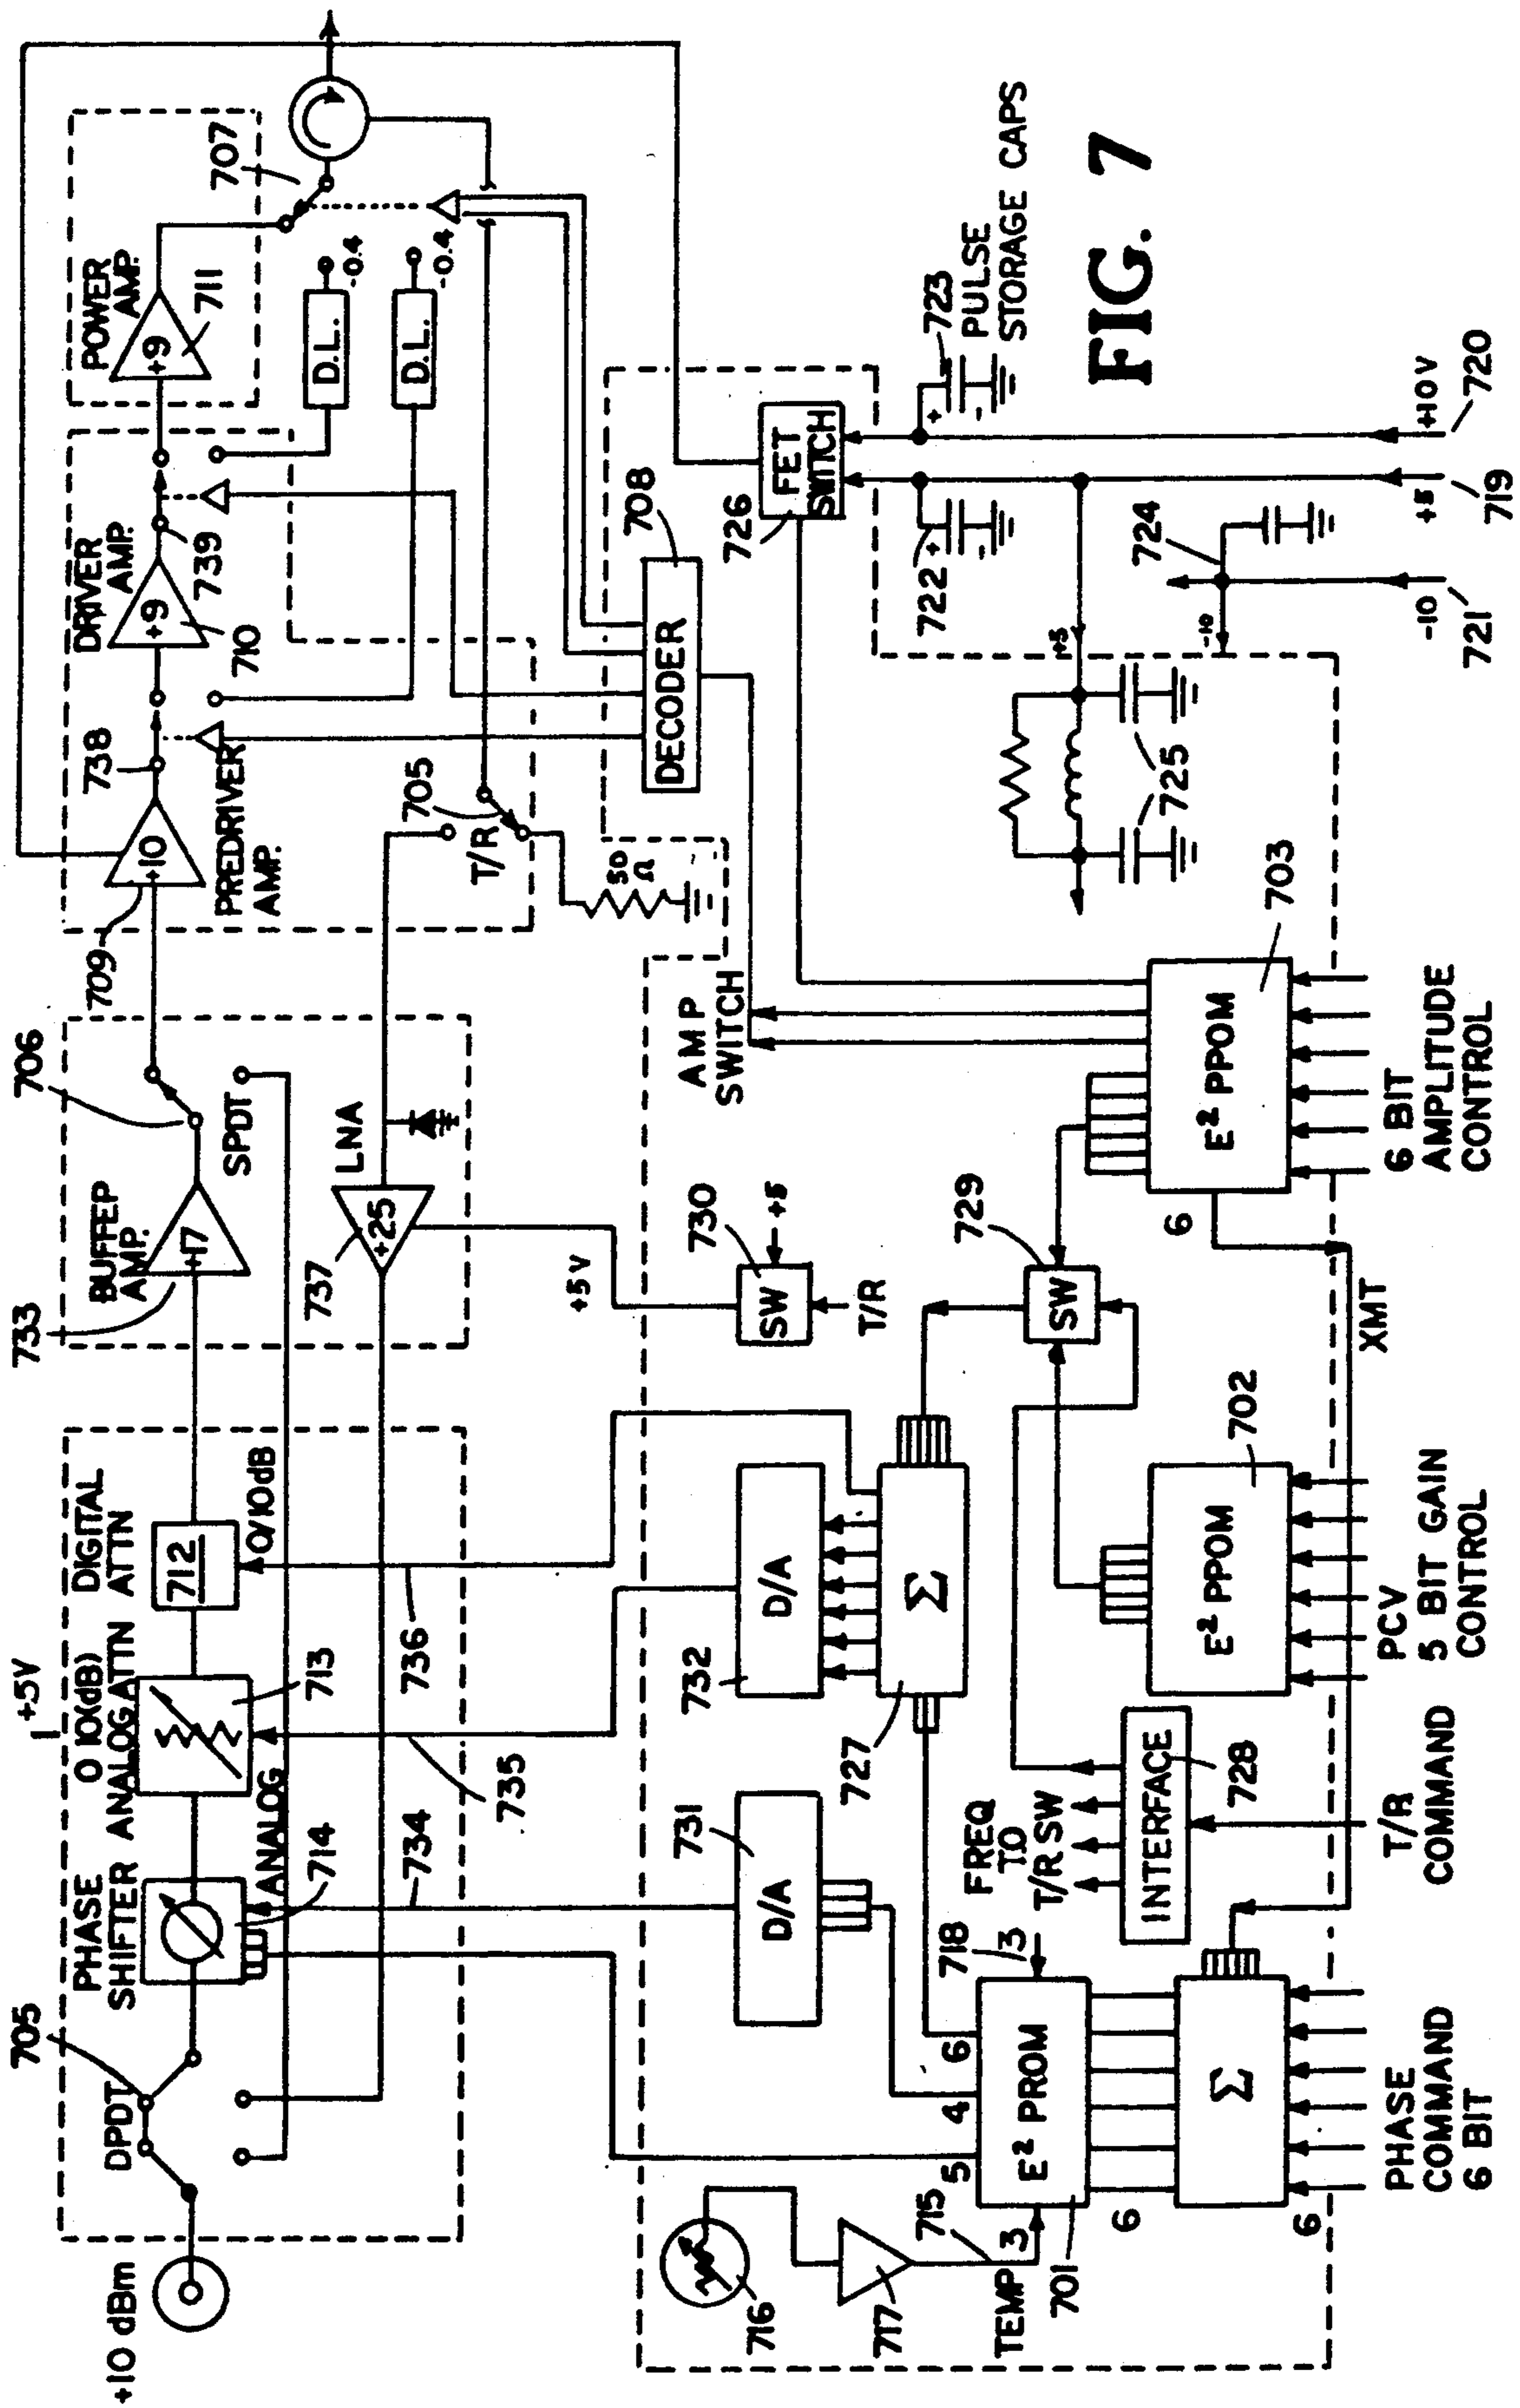 +10 dBm
705
DPDT
PHASE
SHIFTER
ANALOG
714
+5V
0 10(dB)
ANALOG ATTN
713
DIGITAL
ATTN
712
0/10dB
734
735
736
733
BUFFEP
AMP.
+17
706
SPDT
LNA
+25
737
709
+10
PREDRIVER
AMP.
738
DRIVER
AMP.
+9
710
739
POWER
AMP.
+9
711
707
D.L.
-0.4
D.L.
-0.4
T/R
705
50
Ω
+5V
730
SW
+5
T/R
AMP
SWITCH
DECODER
708
726
FET
SWITCH
723
PULSE
STORAGE CAPS
722
+
-
+
-
724
+5
-10
725
+10V
720
+5
719
-10
721
FIG. 7
716
717
715
TEMP
3
701
E² PROM
5
4
6
718
3
6
Σ
6
PHASE
COMMAND
6 BIT
731
D/A
732
D/A
727
Σ
FREQ
TO
T/R SW
INTERFACE
728
T/R
COMMAND
729
SW
702
E² PPOM
PCV
5 BIT GAIN
CONTROL
XMT
703
E² PPOM
6
6 BIT
AMPLITUDE
CONTROL